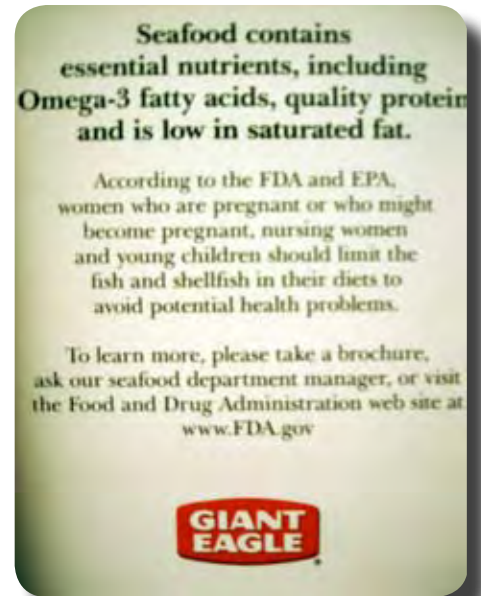 Seafood contains
essential nutrients, including
Omega-3 fatty acids, quality protein
and is low in saturated fat.
According to the FDA and EPA,
women who are pregnant or who might
become pregnant, nursing women
and young children should limit the
fish and shellfish in their diets to
avoid potential health problems.
To learn more, please take a brochure,
ask our seafood department manager, or visit
the Food and Drug Administration web site at
www.FDA.gov
GIANT
EAGLE